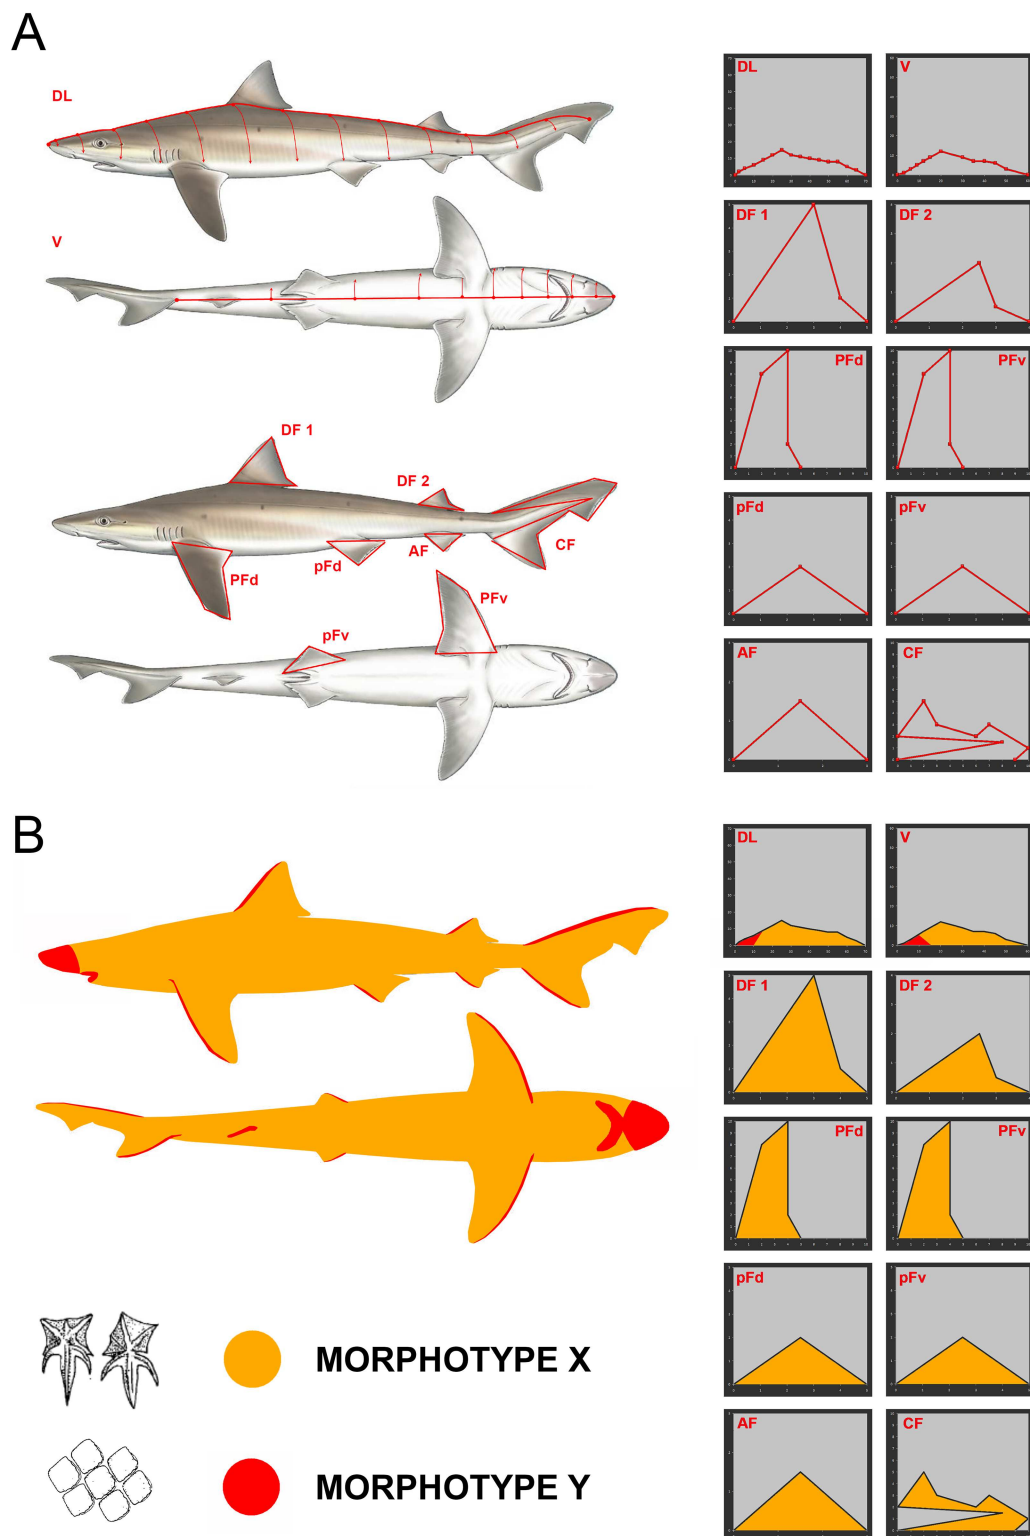 A
DL
V
DF 1
DF 2
PFd
pFd
AF
CF
PFv
pFv
DL
V
DF 1
DF 2
PFd
PFv
pFd
pFv
AF
CF
B
DL
V
DF 1
DF 2
PFd
PFv
pFd
pFv
AF
CF
MORPHOTYPE X
MORPHOTYPE Y